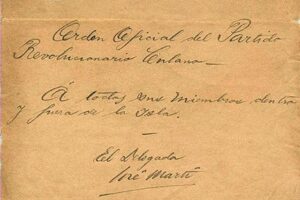 Orden Oficial del Partido
Revolucionario Cubano—
A todos sus miembros dentro
y fuera de la Isla.
El Delegado
José Martí